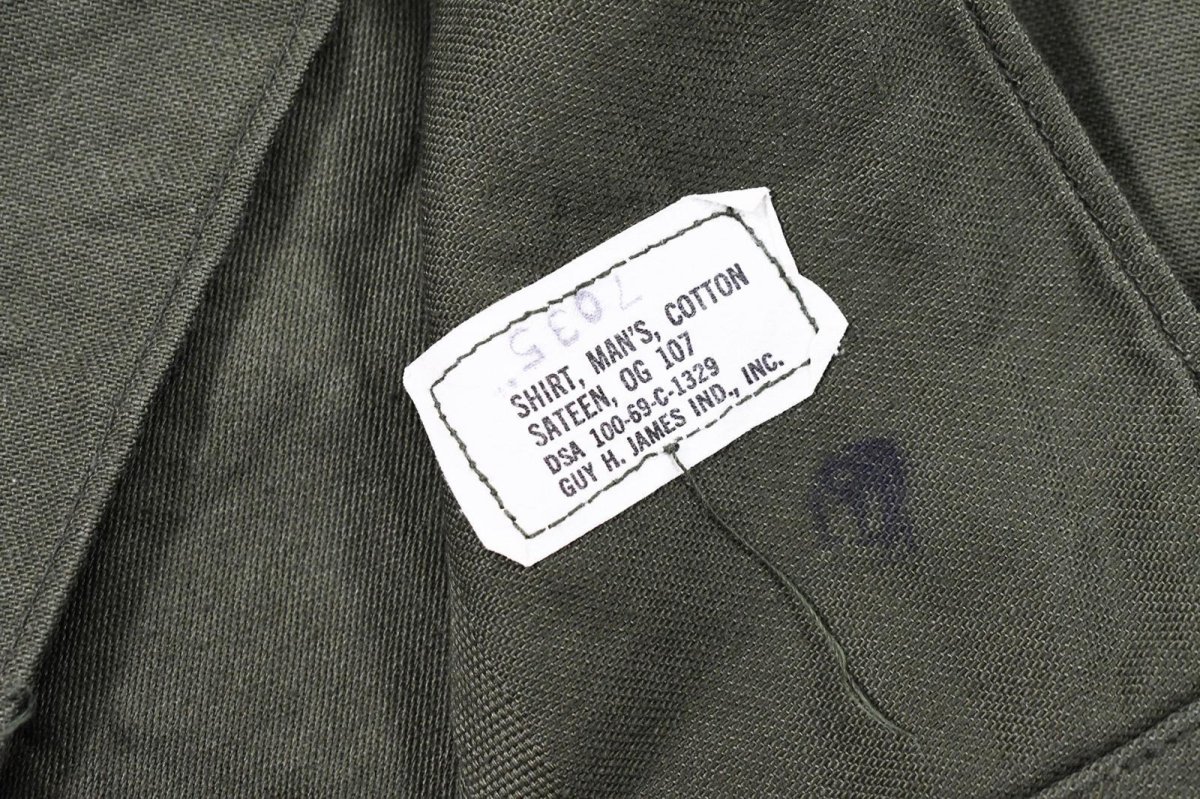 7035
SHIRT, MAN'S, COTTON
SATEEN, OG 107
DSA 100-69-C-1329
GUY H. JAMES IND., INC.